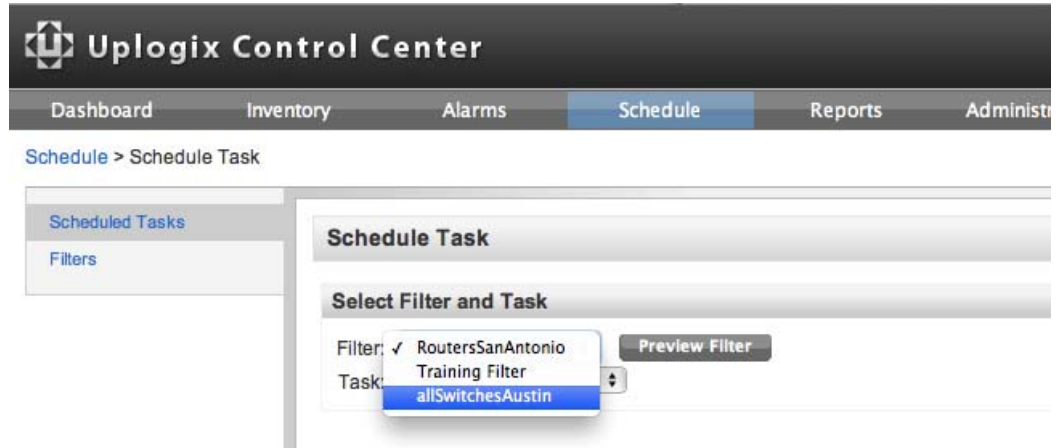 Uplogix Control Center
Dashboard Inventory Alarms Schedule Reports Administr
Schedule > Schedule Task
Scheduled Tasks
Filters
Schedule Task
Select Filter and Task
Filter: ✓ RoutersSanAntonio Preview Filter
Training Filter
Task:
allSwitchesAustin